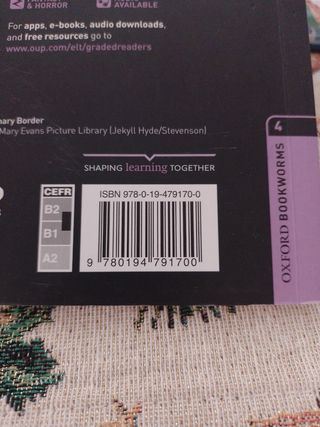 & HORROR
AVAILABLE
For apps, e-books, audio downloads,
and free resources go to
www.oup.com/elt/gradedreaders
nary Border
Mary Evans Picture Library (Jekyll Hyde/Stevenson)
SHAPING learning TOGETHER
CEFR
B2
B1
A2
ISBN 978-0-19-479170-0
9 780194 791700
4
OXFORD BOOKWORMS